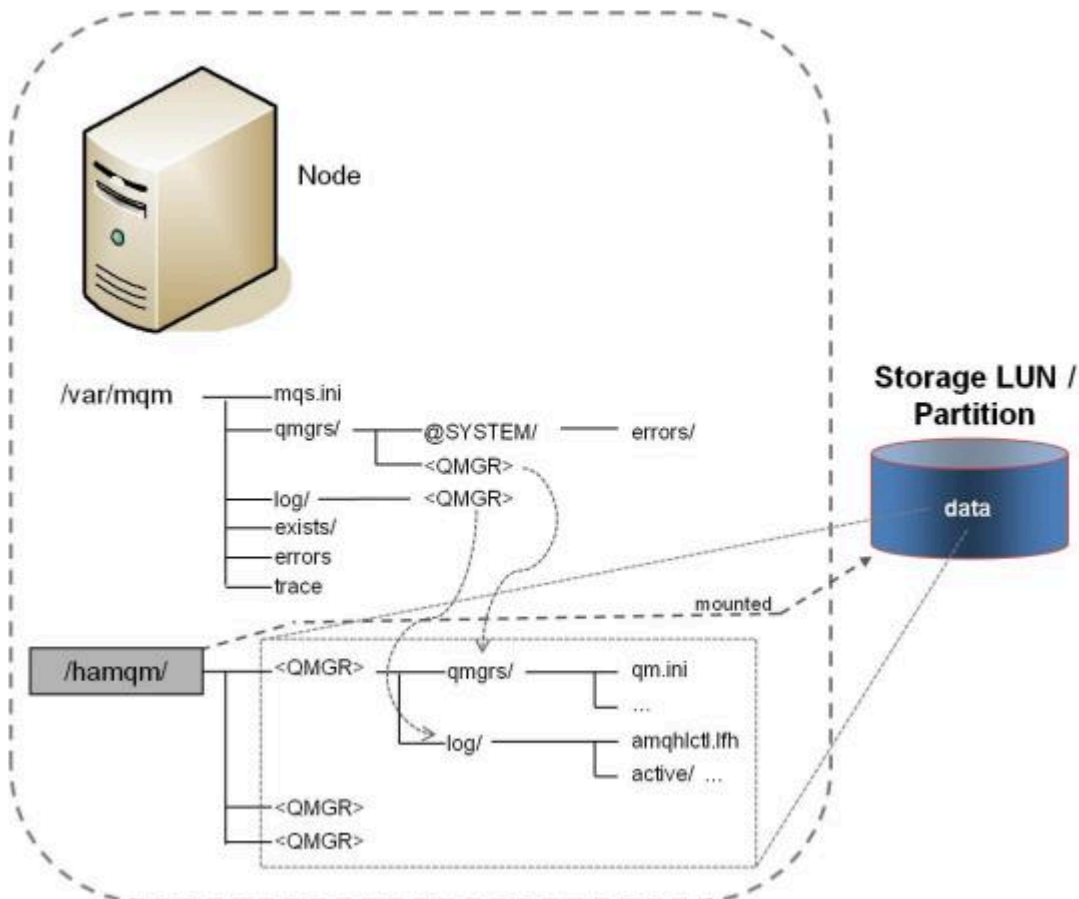 Node
/var/mqm
mqs.ini
qmgrs/
@SYSTEM/
errors/
<QMGR>
log/
<QMGR>
exists/
errors
trace
Storage LUN /
Partition
data
mounted
/hamqm/
<QMGR>
qmgrs/
qm.ini
...
log/
amqhlctl.lfh
active/ ...
<QMGR>
<QMGR>